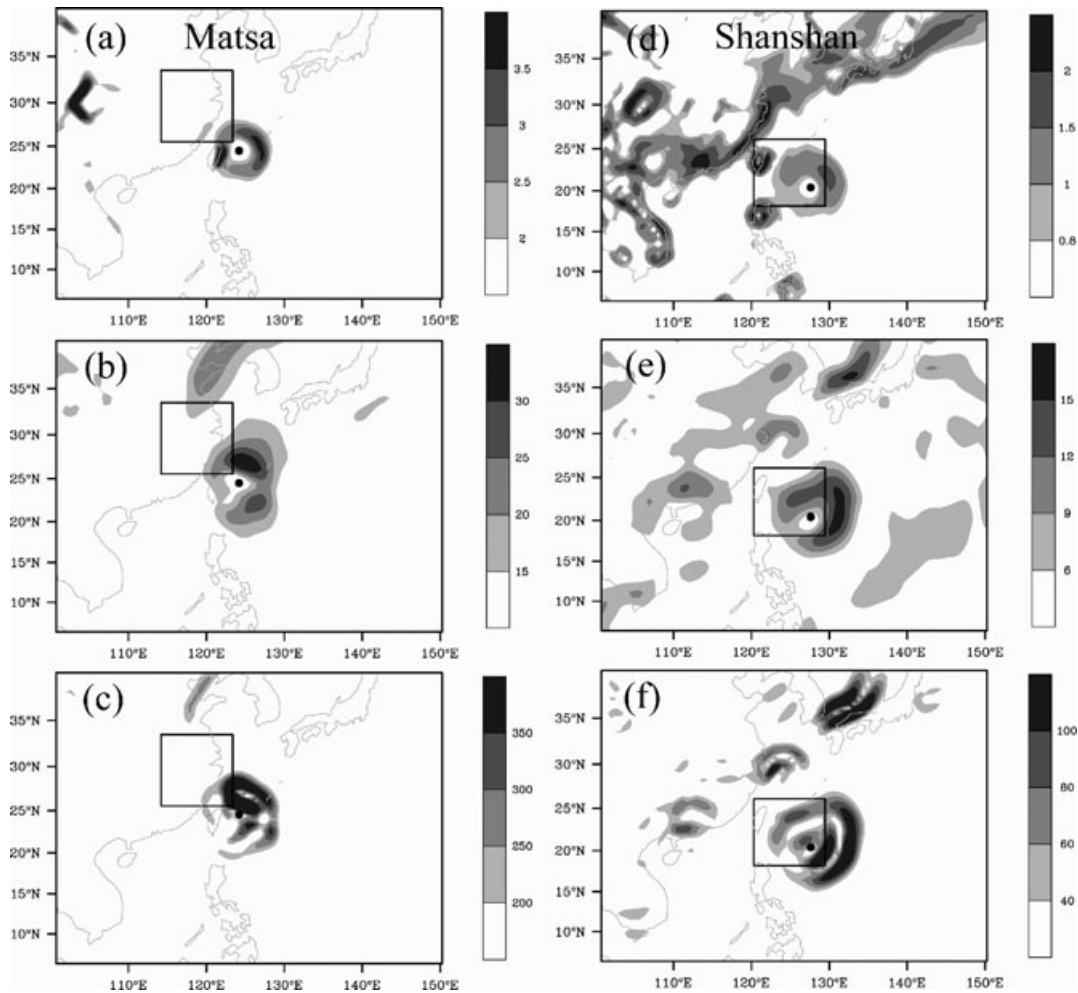 (a) Matsa
35°N
30°N
25°N
20°N
15°N
10°N
110°E 120°E 130°E 140°E 150°E
3.5
3
2.5
2
(d) Shanshan
35°N
30°N
25°N
20°N
15°N
10°N
110°E 120°E 130°E 140°E 150°E
2
1.5
1
0.8
(b)
35°N
30°N
25°N
20°N
15°N
10°N
110°E 120°E 130°E 140°E 150°E
30
25
20
15
(e)
35°N
30°N
25°N
20°N
15°N
10°N
110°E 120°E 130°E 140°E 150°E
15
12
9
6
(c)
35°N
30°N
25°N
20°N
15°N
10°N
110°E 120°E 130°E 140°E 150°E
350
300
250
200
(f)
35°N
30°N
25°N
20°N
15°N
10°N
110°E 120°E 130°E 140°E 150°E
100
80
60
40